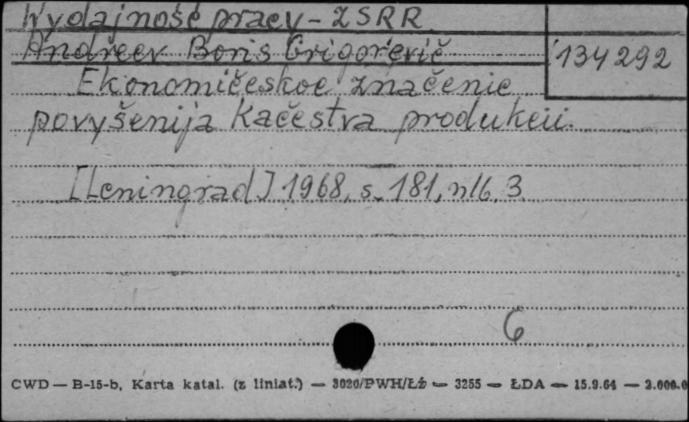 Wydajność pracy - ZSRR
Andreev Boris Grigor'evič
134292
Ekonomičeskoe značenie
povyšenija kačestva produkcii.
[Leningrad] 1968, s. 181, nlb. 3.
6
CWD — B-15-b, Karta katal. (z liniat.) — 3020/PWH/Łż — 3255 — ŁDA — 15.9.64 — 2.000.0